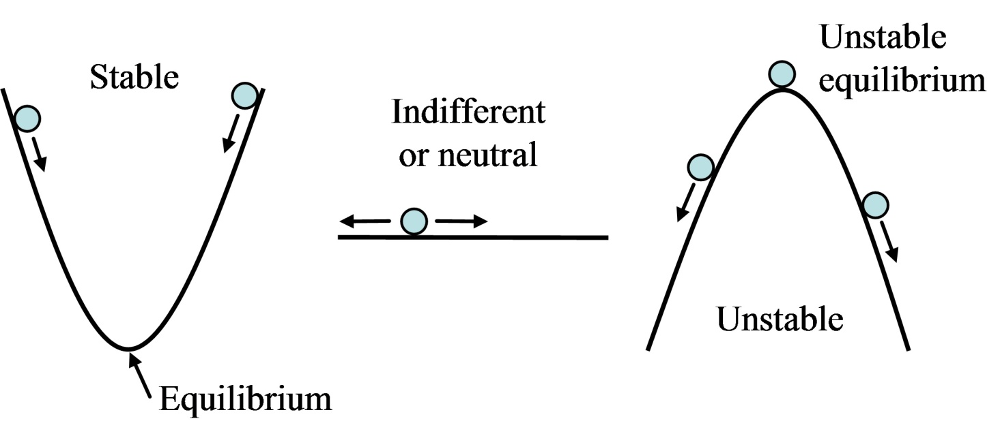 Stable
Equilibrium
Indifferent
or neutral
Unstable
equilibrium
Unstable